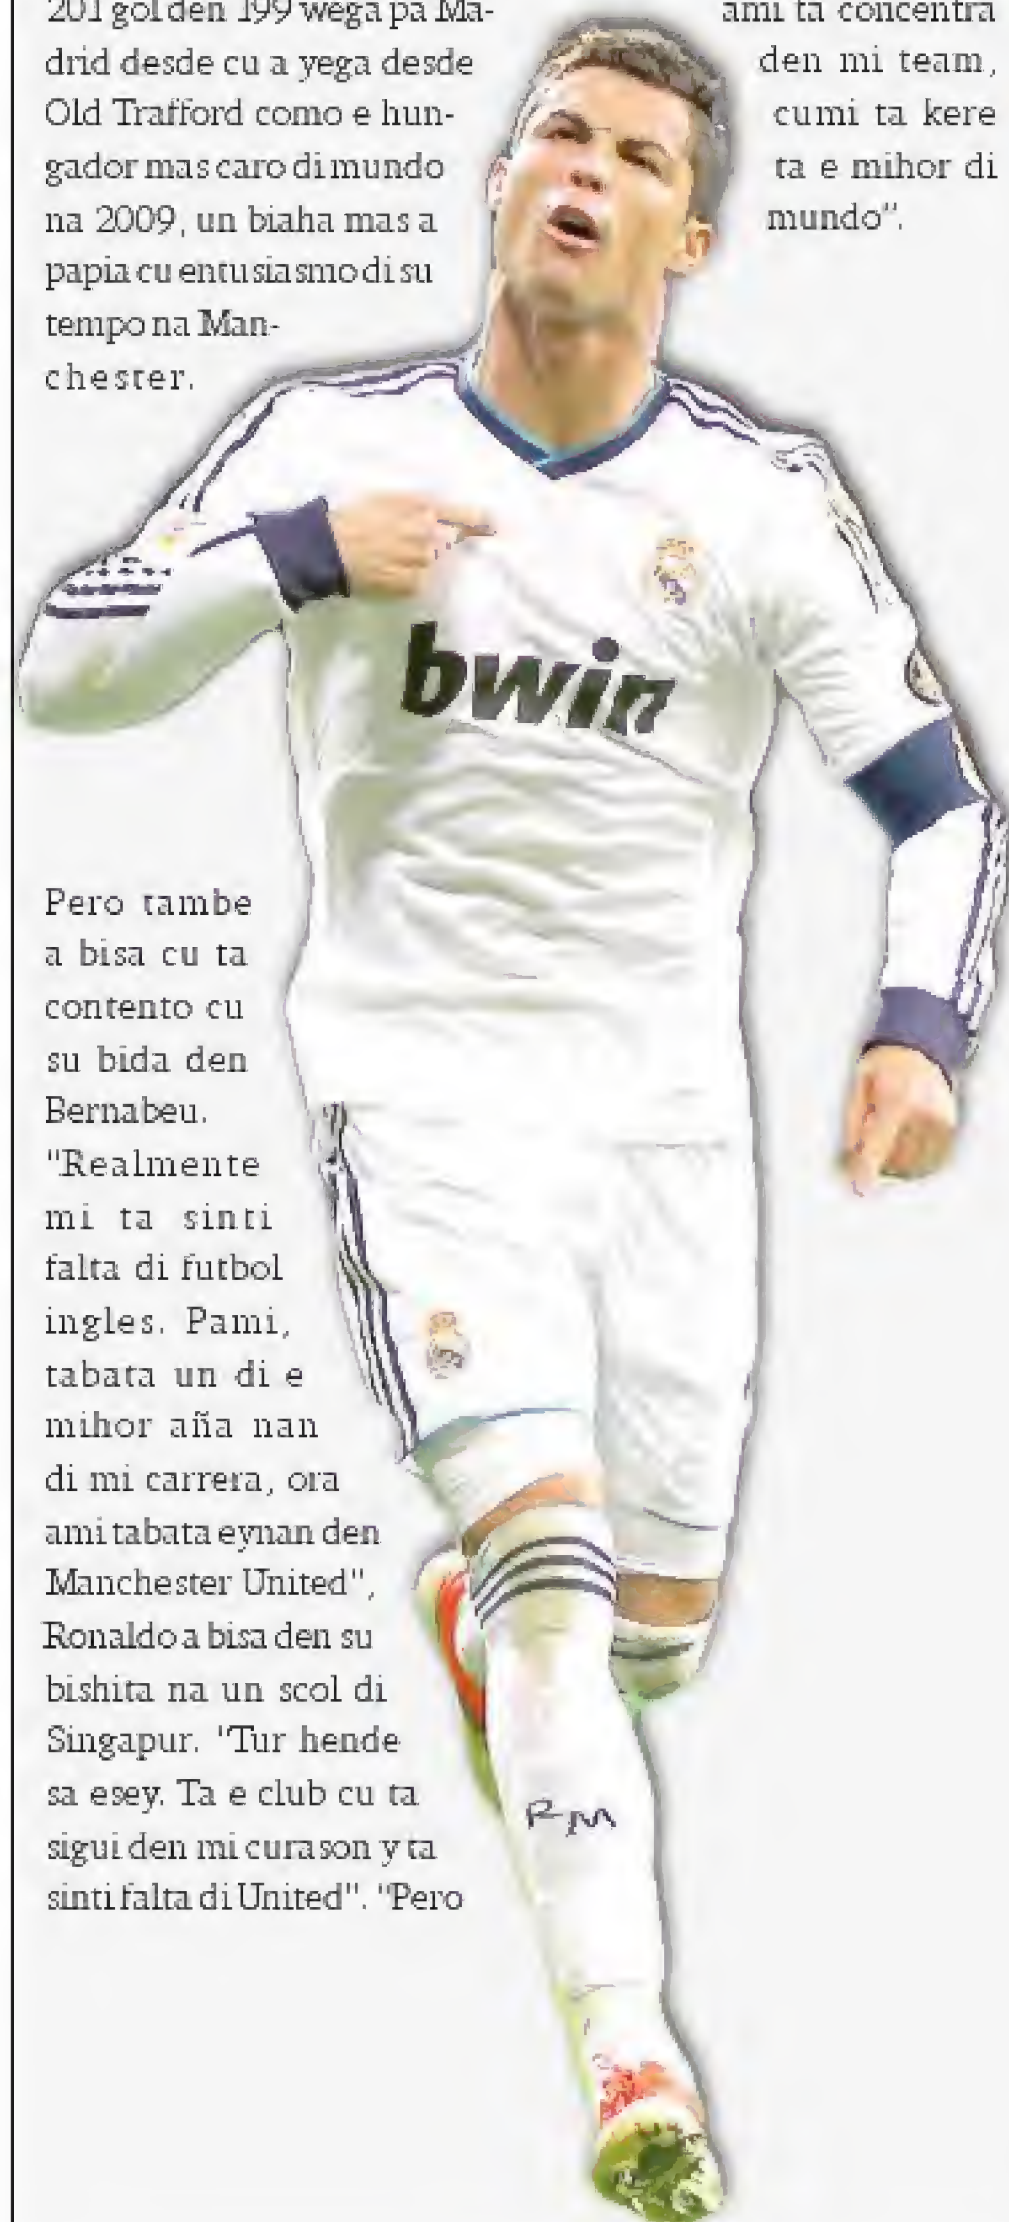 201 gol den 199 wega pa Ma-
drid desde cu a yega desde
Old Trafford como e hun-
gador mas caro di mundo
na 2009, un biaha mas a
papia cu entusiasmo di su
tempo na Man-
chester.
Pero tambe
a bisa cu ta
contento cu
su bida den
Bernabeu.
"Realmente
mi ta sinti
falta di futbol
ingles. Pami,
tabata un di e
mihor aña nan
di mi carrera, ora
ami tabata eynan den
Manchester United",
Ronaldo a bisa den su
bishita na un scol di
Singapur. "Tur hende
sa esey. Ta e club cu ta
sigui den mi curason y ta
sinti falta di United". "Pero
ami ta concentra
den mi team,
cumi ta kere
ta e mihor di
mundo".
bwin
RM